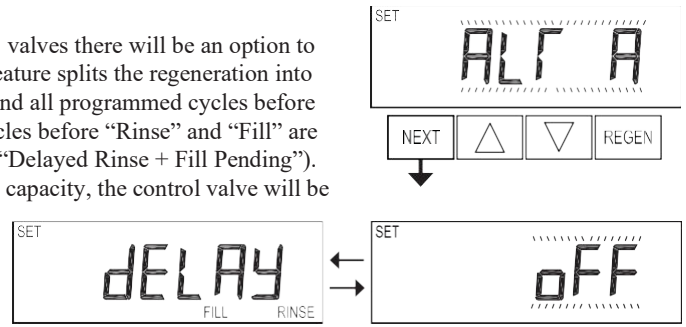 SET
ALT A
valves there will be an option to
eature splits the regeneration into
nd all programmed cycles before
cles before “Rinse” and “Fill” are
“Delayed Rinse + Fill Pending”).
capacity, the control valve will be
NEXT REGEN
SET
dELAY
FILL RINSE
SET
oFF